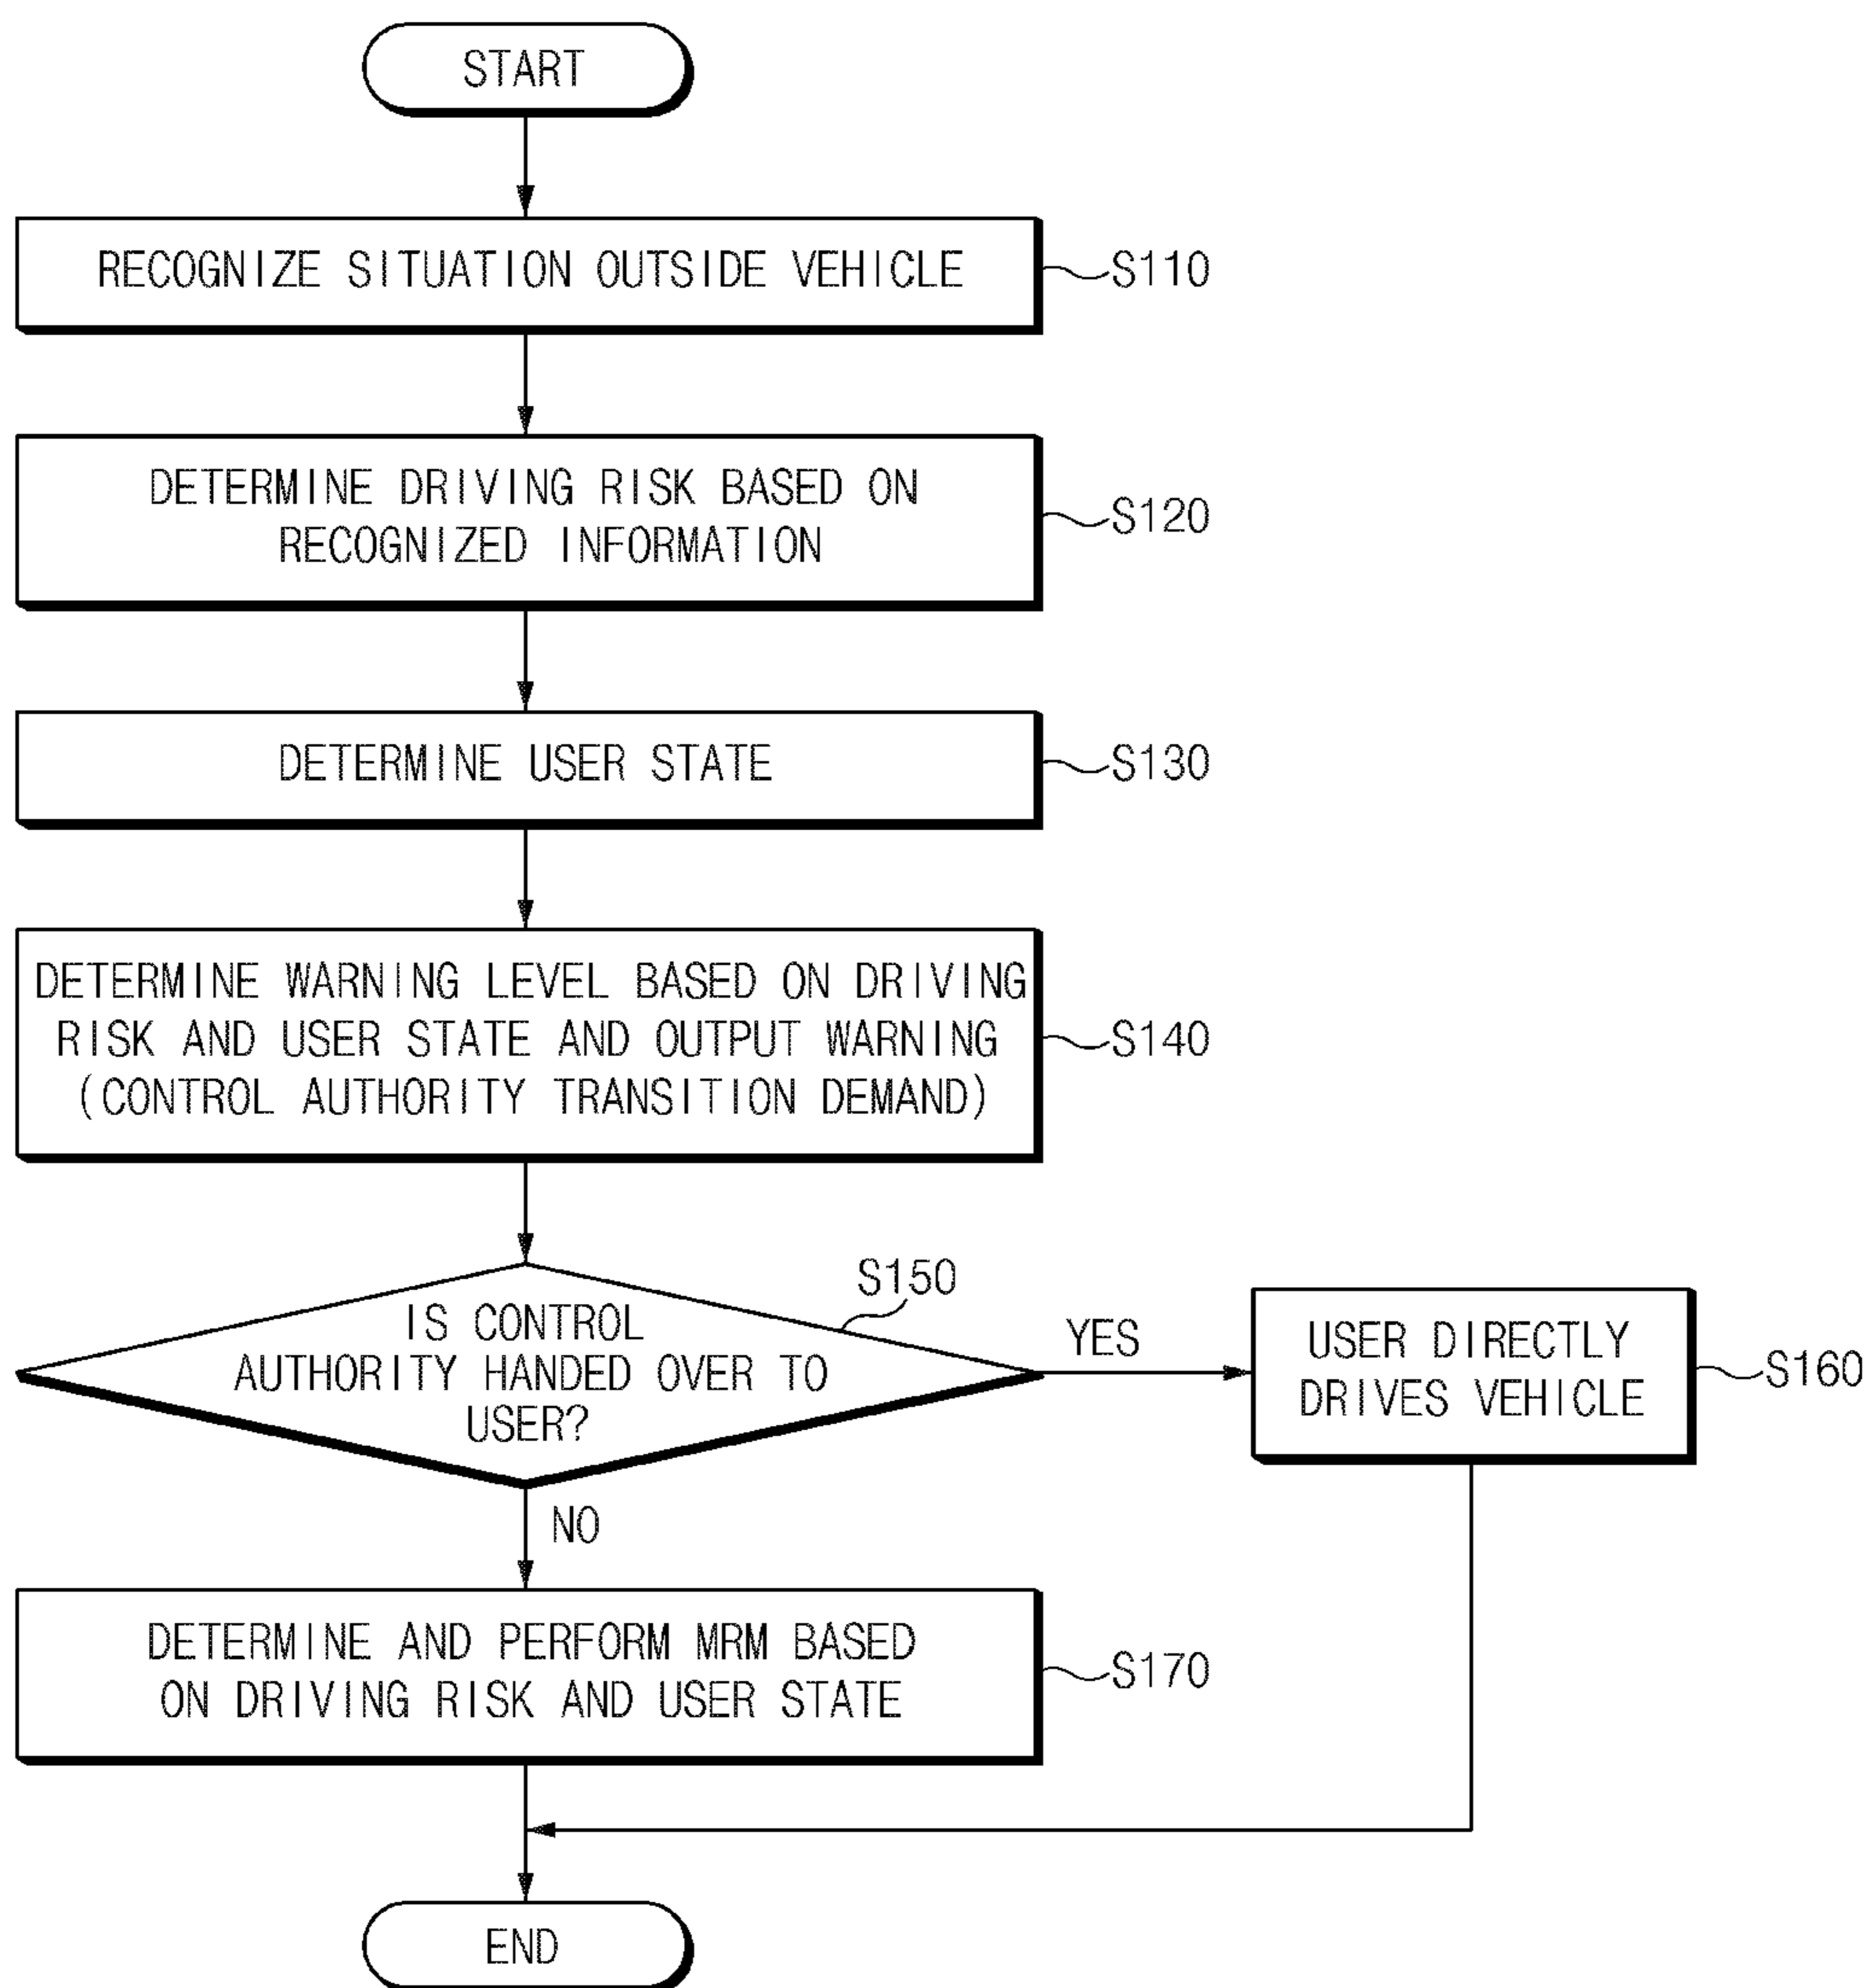 START
RECOGNIZE SITUATION OUTSIDE VEHICLE
S110
DETERMINE DRIVING RISK BASED ON
RECOGNIZED INFORMATION
S120
DETERMINE USER STATE
S130
DETERMINE WARNING LEVEL BASED ON DRIVING
RISK AND USER STATE AND OUTPUT WARNING
(CONTROL AUTHORITY TRANSITION DEMAND)
S140
IS CONTROL
AUTHORITY HANDED OVER TO
USER?
S150
YES
USER DIRECTLY
DRIVES VEHICLE
S160
NO
DETERMINE AND PERFORM MRM BASED
ON DRIVING RISK AND USER STATE
S170
END